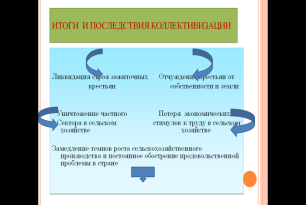 ИТОГИ И ПОСЛЕДСТВИЯ КОЛЛЕКТИВИЗАЦИИ
Ликвидация слоя зажиточных крестьян
Отчуждение крестьян от собственности и земли
Уничтожение частного Сектора в сельском хозяйстве
Потеря экономических стимулов к труду в сельском хозяйстве
Замедление темпов роста сельскохозяйственного
производства и постоянное обострение продовольственной
проблемы в стране